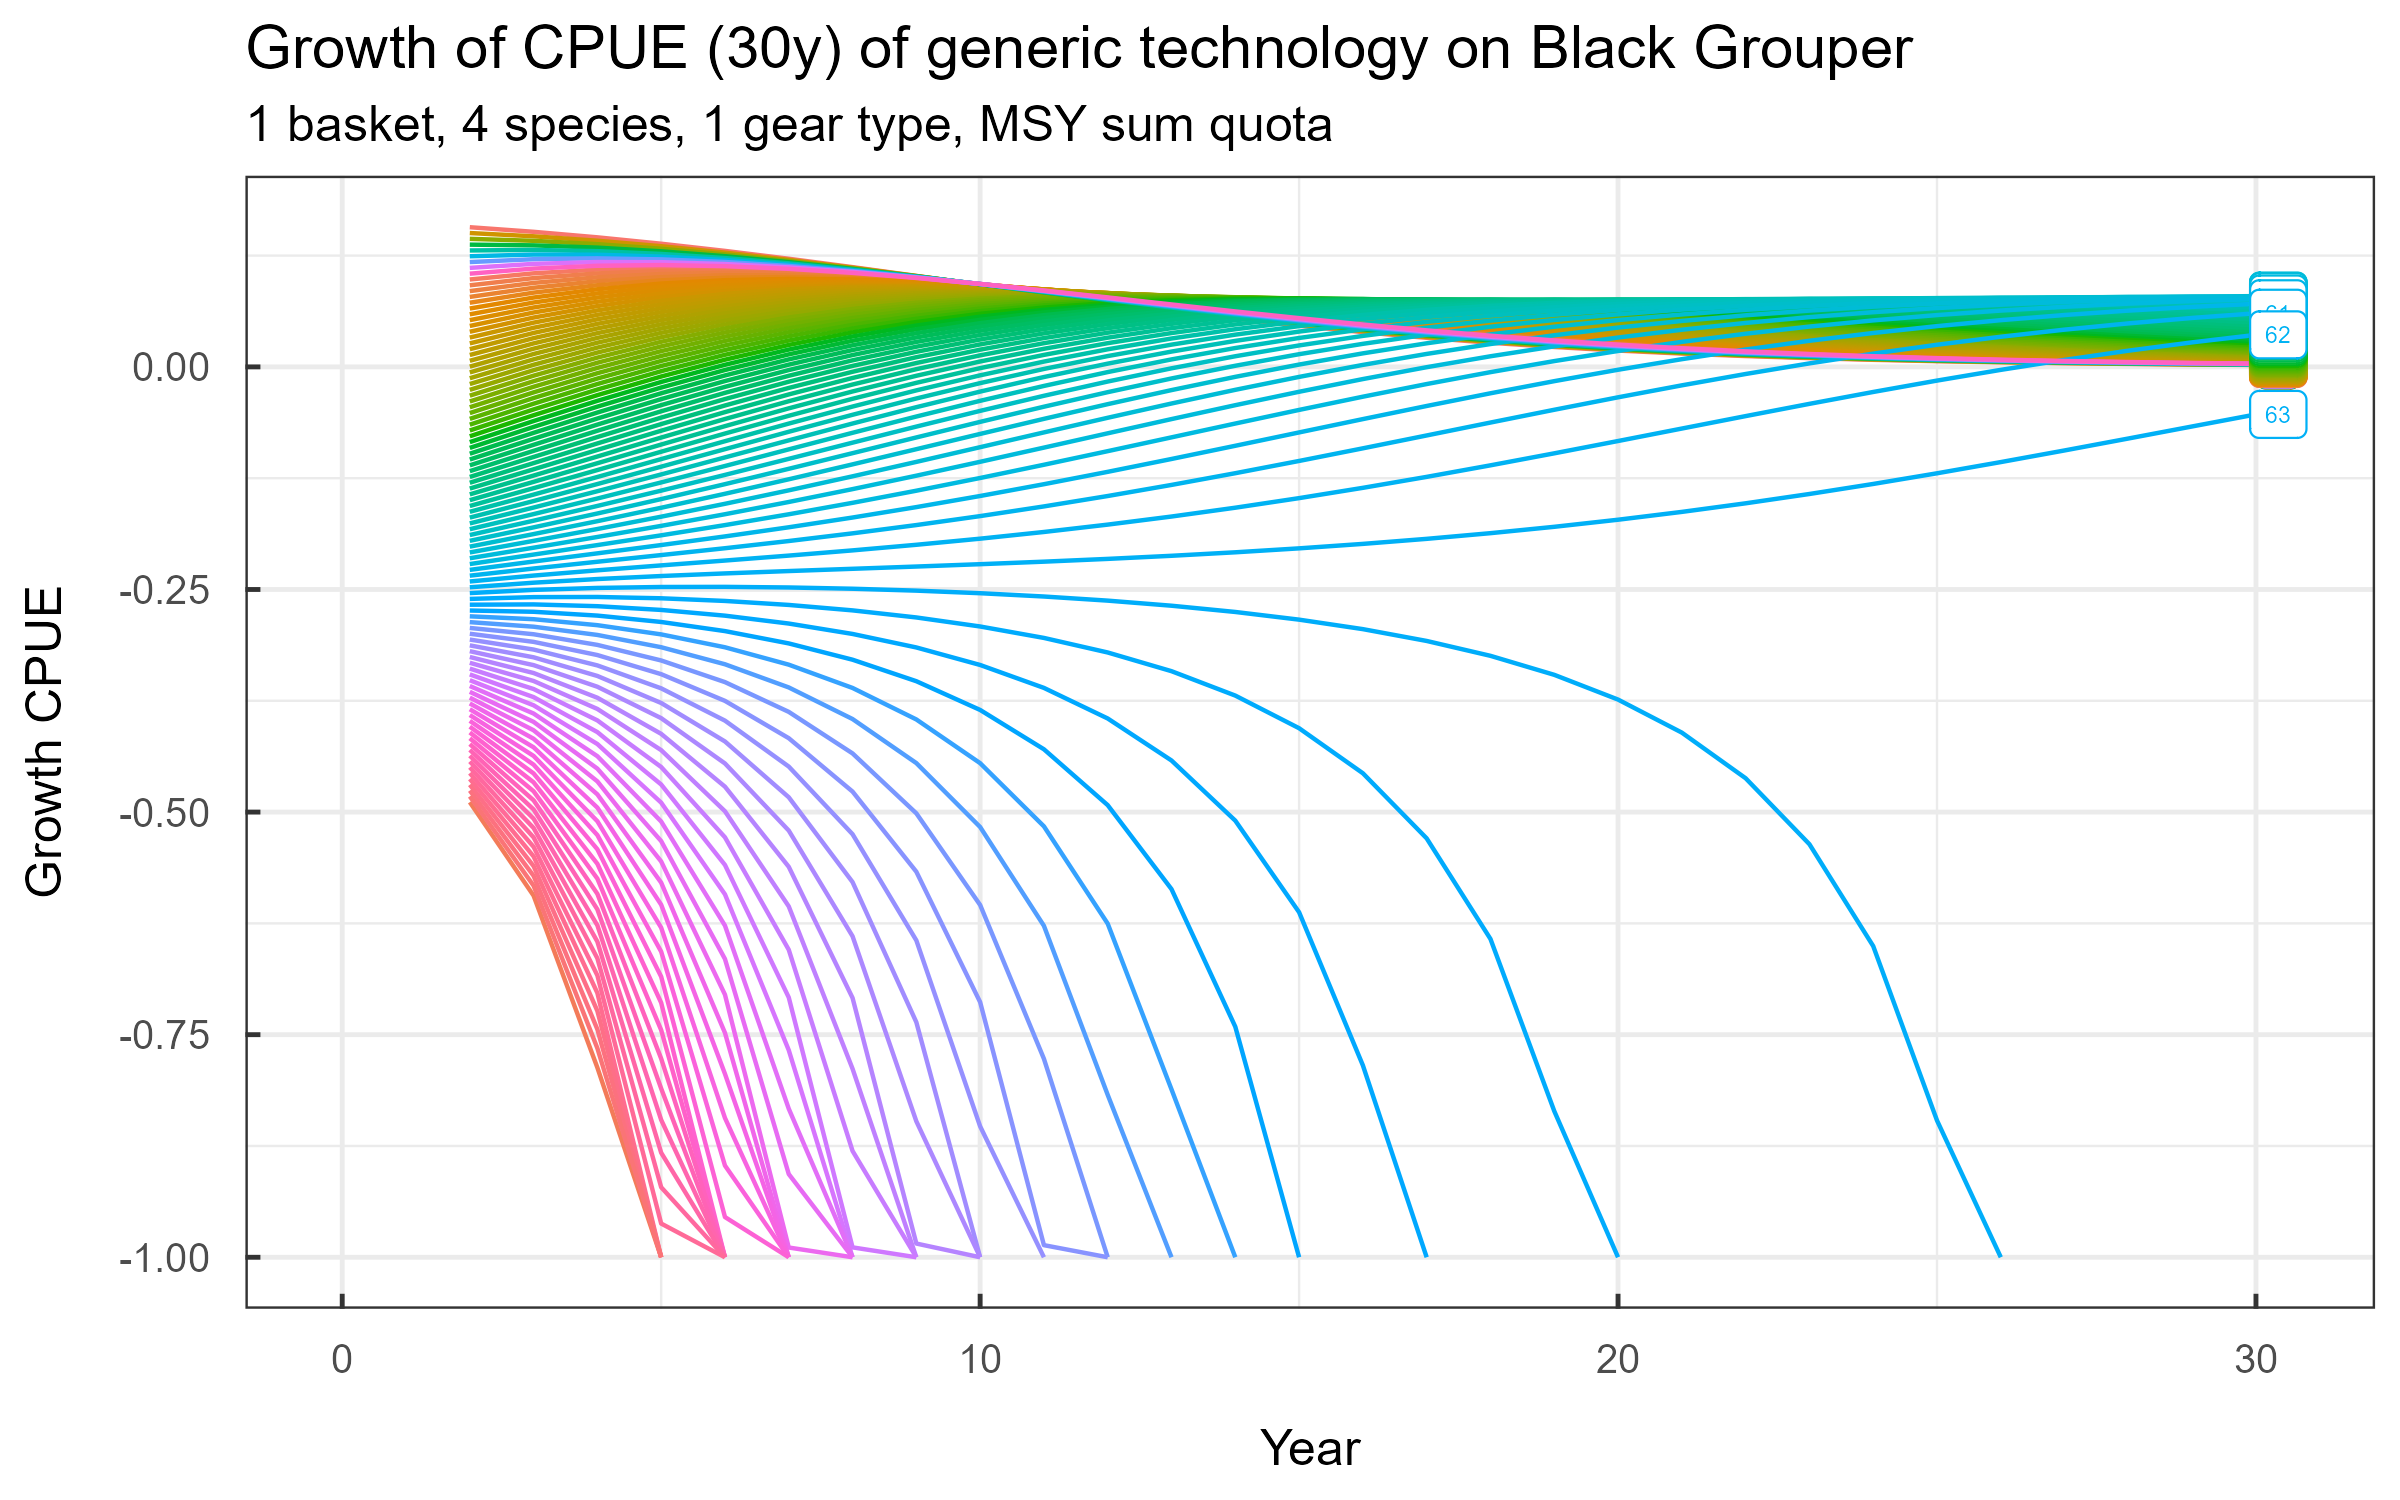 Growth of CPUE (30y) of generic technology on Black Grouper
1 basket, 4 species, 1 gear type, MSY sum quota
Growth CPUE
0.00
-0.25
-0.50
-0.75
-1.00
62
63
0 10 20 30
Year